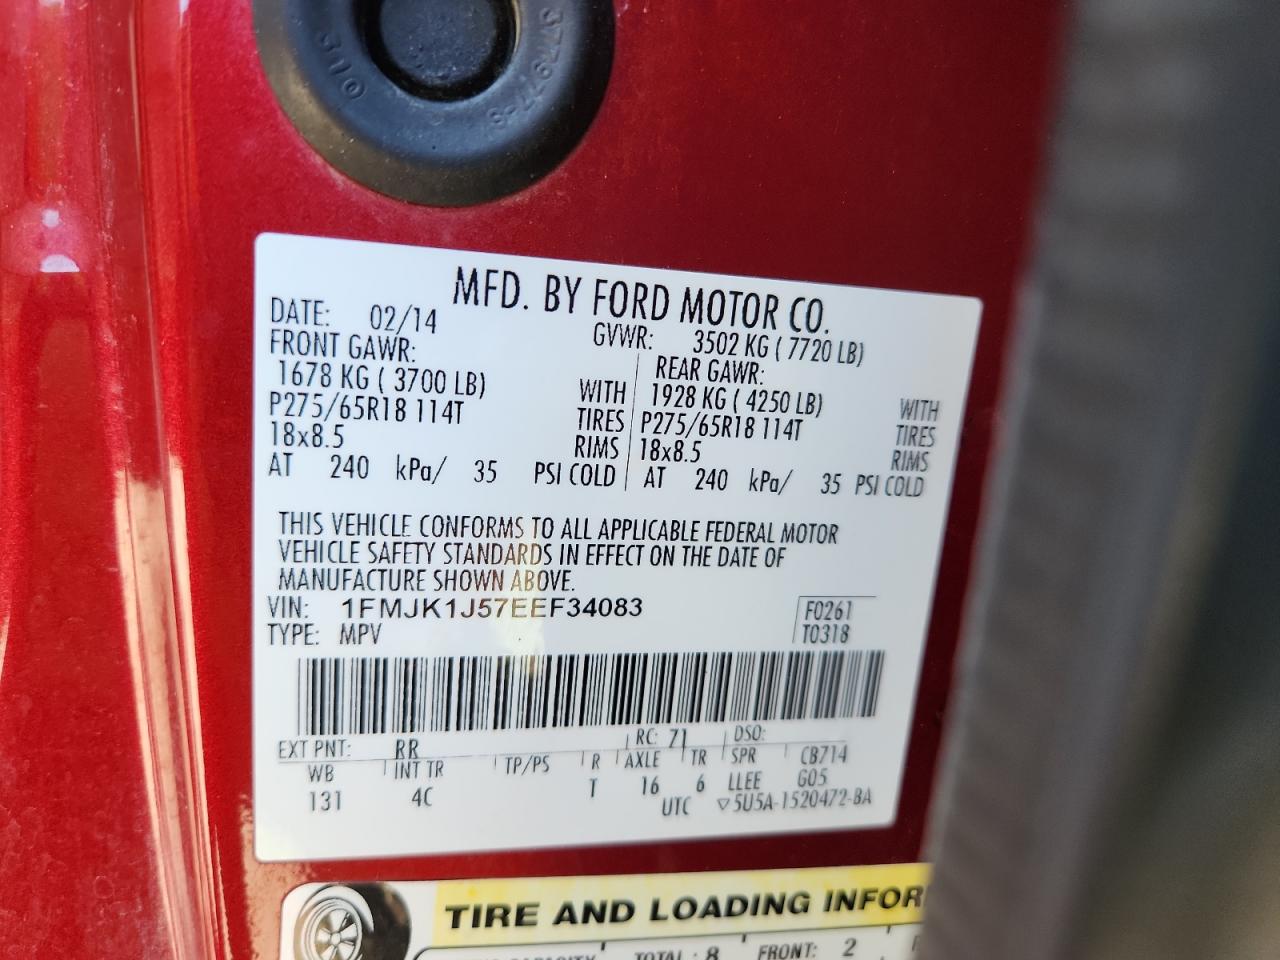 310 377977-S
MFD. BY FORD MOTOR CO.
DATE: 02/14 GVWR: 3502 KG ( 7720 LB)
FRONT GAWR: REAR GAWR:
1678 KG ( 3700 LB) WITH 1928 KG ( 4250 LB) WITH
P275/65R18 114T TIRES P275/65R18 114T TIRES
18x8.5 RIMS 18x8.5 RIMS
AT 240 kPa/ 35 PSI COLD AT 240 kPa/ 35 PSI COLD
THIS VEHICLE CONFORMS TO ALL APPLICABLE FEDERAL MOTOR
VEHICLE SAFETY STANDARDS IN EFFECT ON THE DATE OF
MANUFACTURE SHOWN ABOVE.
VIN: 1FMJK1J57EEF34083 F0261
TYPE: MPV T0318
EXT PNT: RR RC: 71 DSO:
WB INT TR TP/PS R AXLE TR SPR CB714
131 4C T 16 6 LLEE G05
UTC ▽5U5A-1520472-BA
TIRE AND LOADING INFOR
CAPACITY TOTAL : 8 FRONT: 2